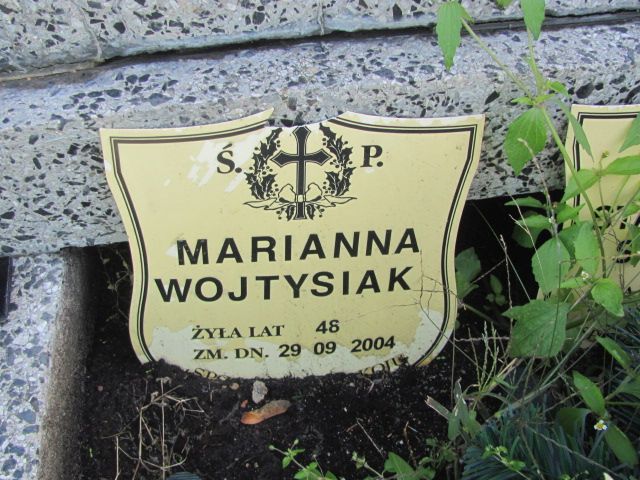 Ś. P.
MARIANNA
WOJTYSIAK
ŻYŁA LAT 48
ZM. DN. 29 09 2004